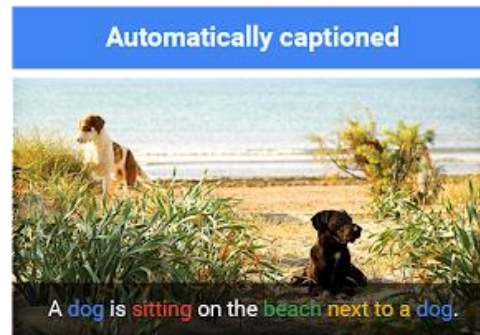 Automatically captioned
A dog is sitting on the beach next to a dog.